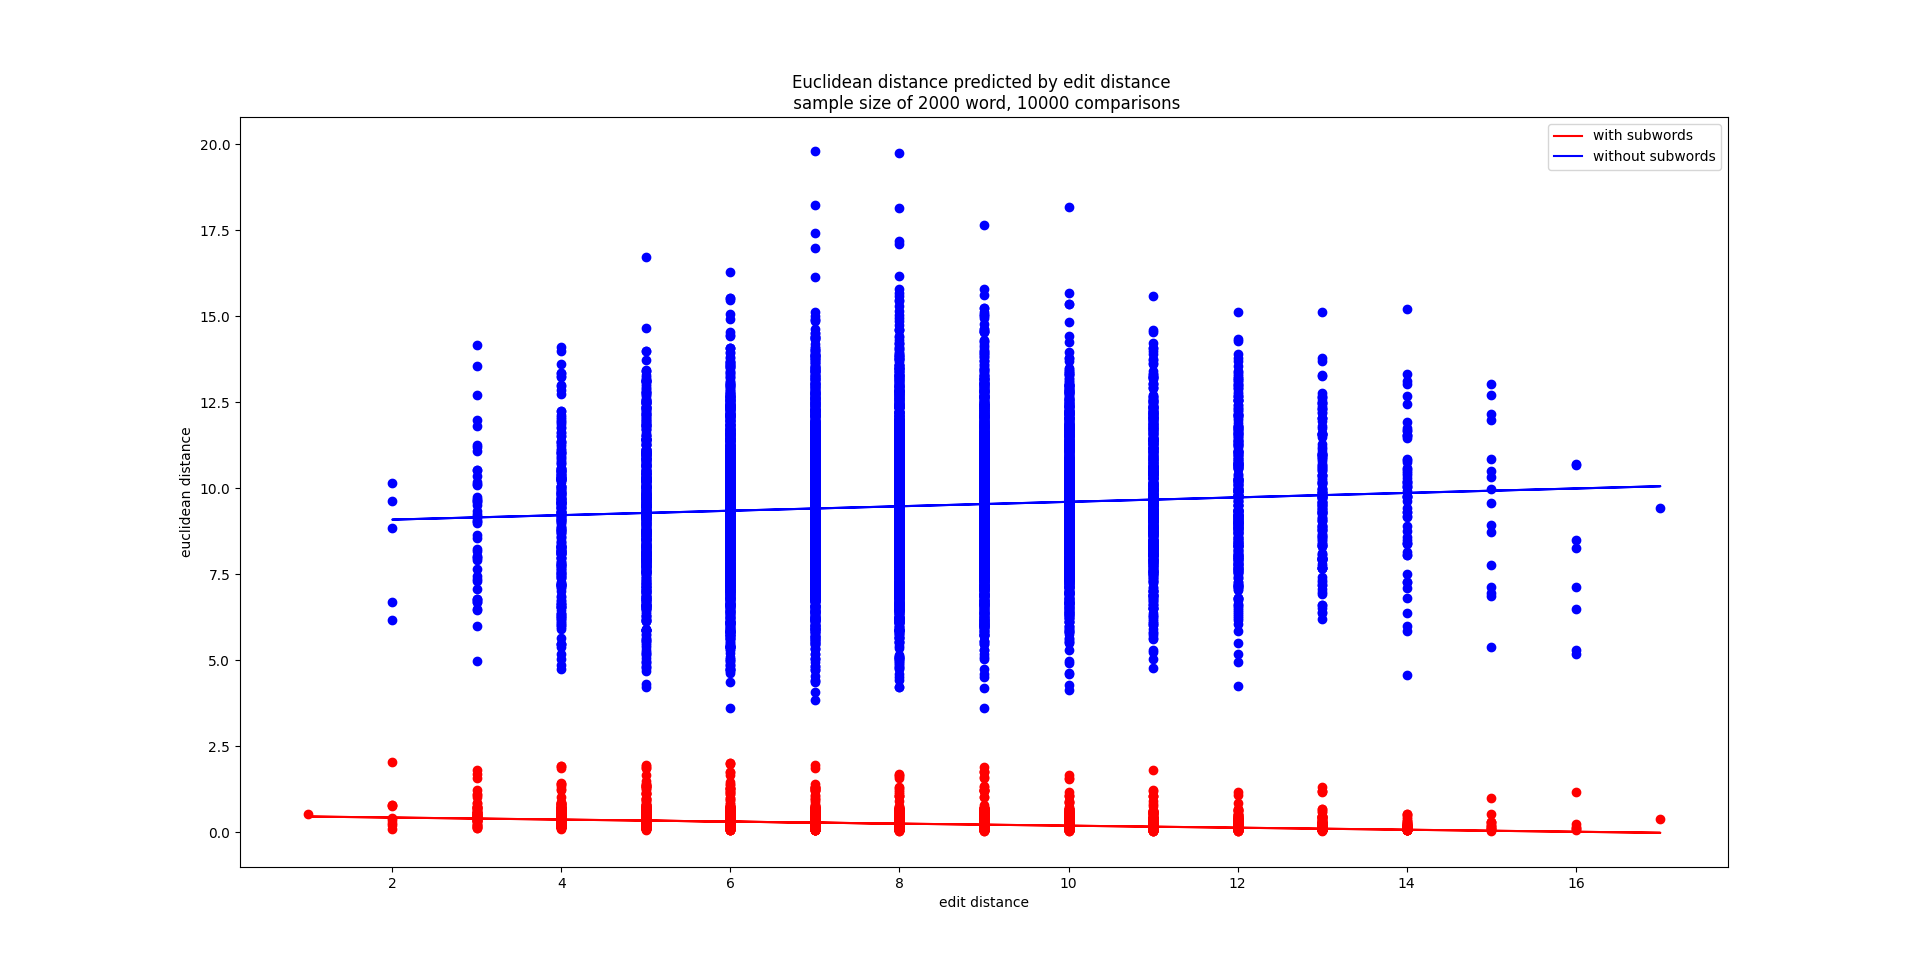 Euclidean distance predicted by edit distance
sample size of 2000 word, 10000 comparisons
with subwords
without subwords
20.0
17.5
15.0
12.5
10.0
7.5
5.0
2.5
0.0
euclidean distance
2 4 6 8 10 12 14 16
edit distance